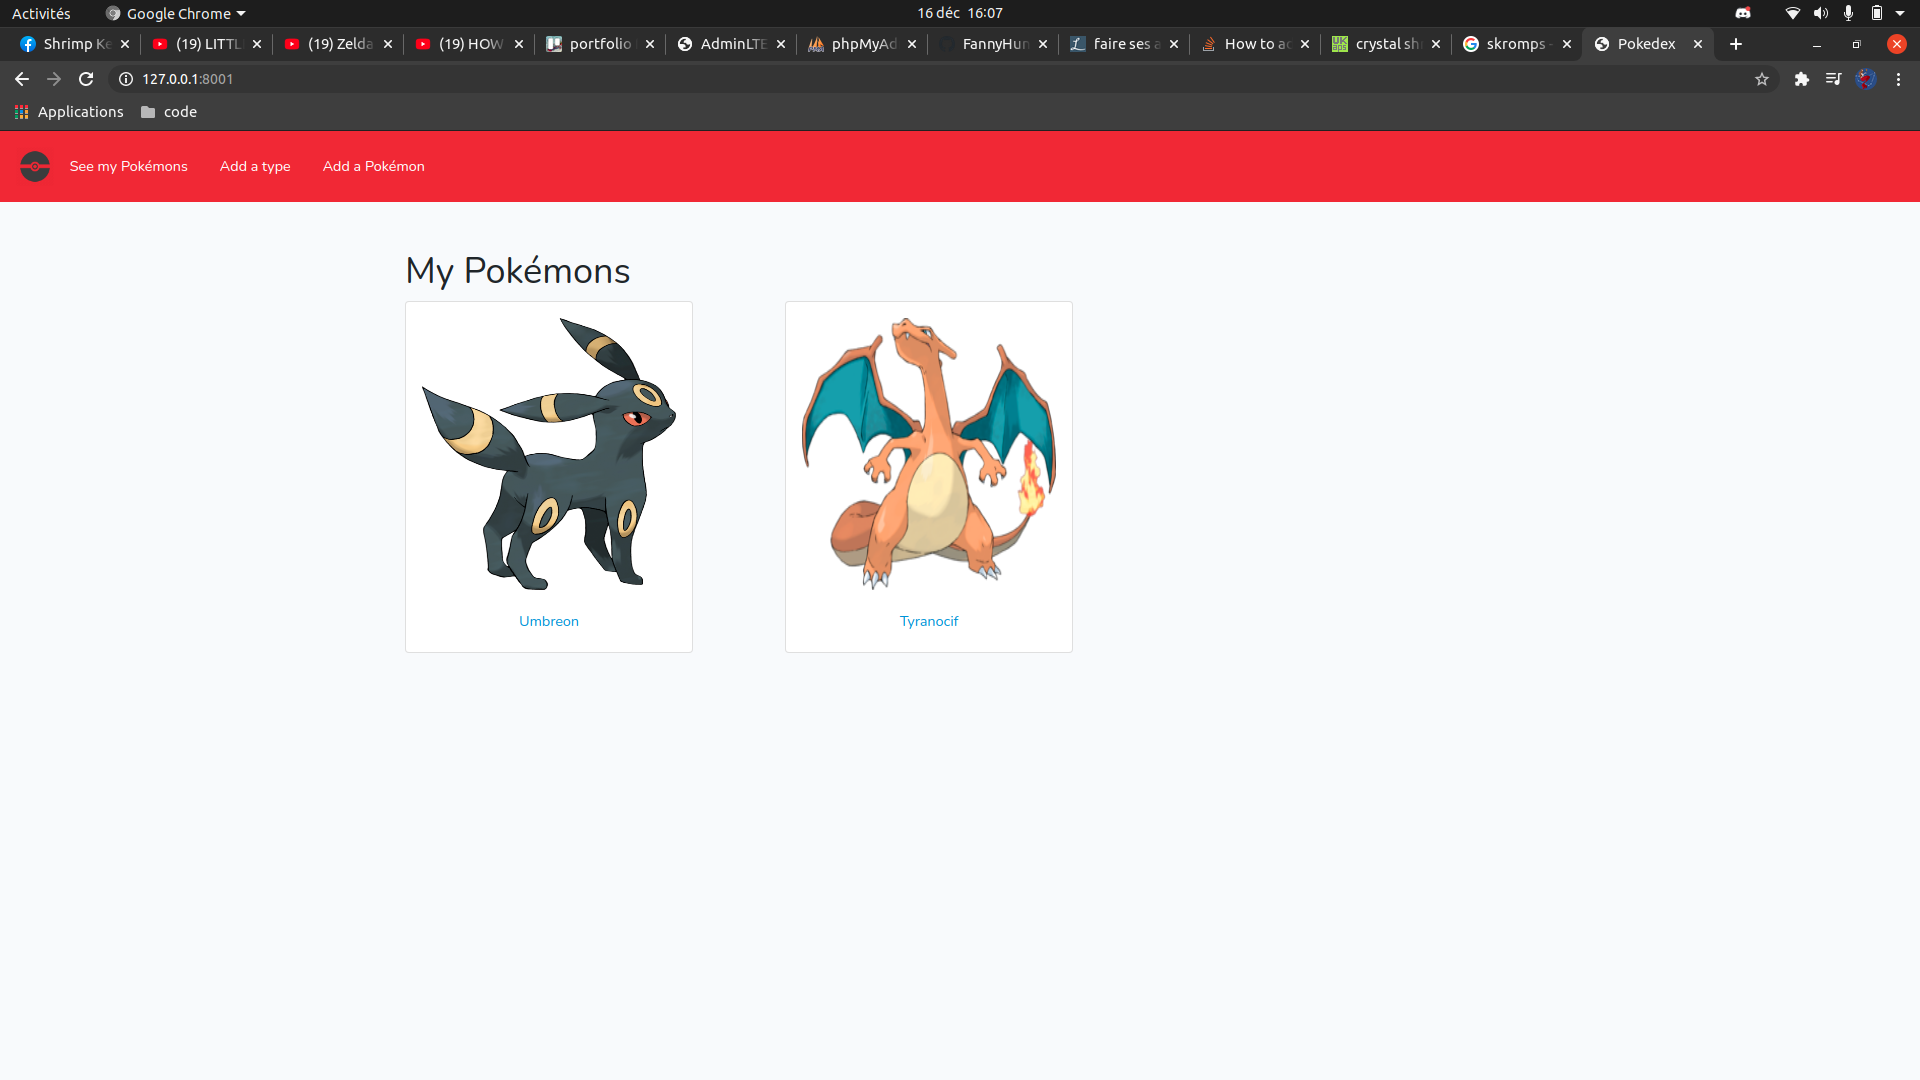 Activités Google Chrome 16 déc 16:07
Shrimp Ke (19) LITTL (19) Zelda (19) HOW portfolio AdminLTE phpMyAd FannyHun faire ses a How to ac crystal shr skromps - Pokedex
127.0.0.1:8001
Applications code
See my Pokémons Add a type Add a Pokémon
My Pokémons
Umbreon Tyranocif